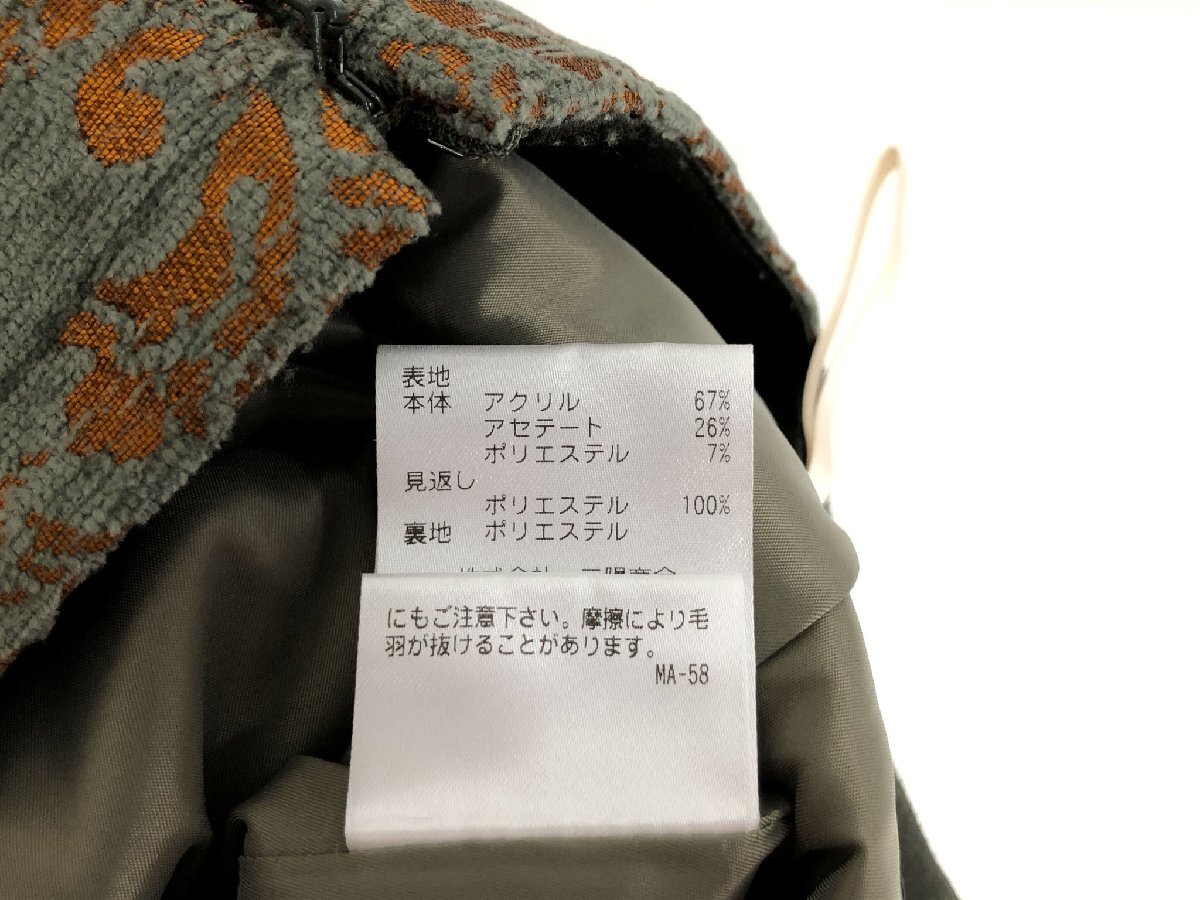 表地
本体 アクリル 67%
アセテート 26%
ポリエステル 7%
見返し
ポリエステル 100%
裏地 ポリエステル
にもご注意下さい。摩擦により毛
羽が抜けることがあります。
MA-58